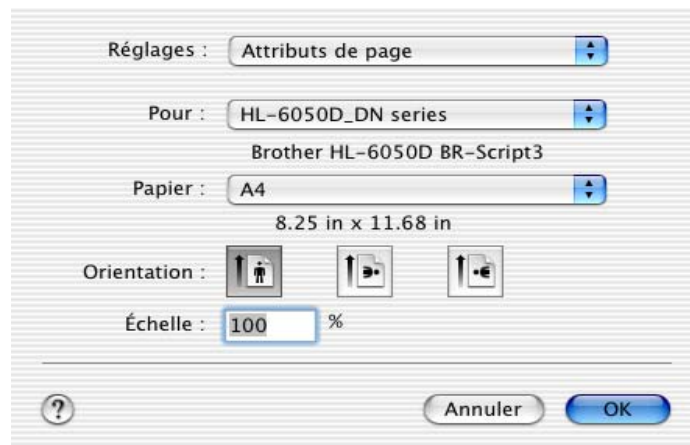 Réglages : Attributs de page
Pour : HL-6050D_DN series
Brother HL-6050D BR-Script3
Papier : A4
8.25 in x 11.68 in
Orientation :
Échelle : 100 %
? Annuler OK